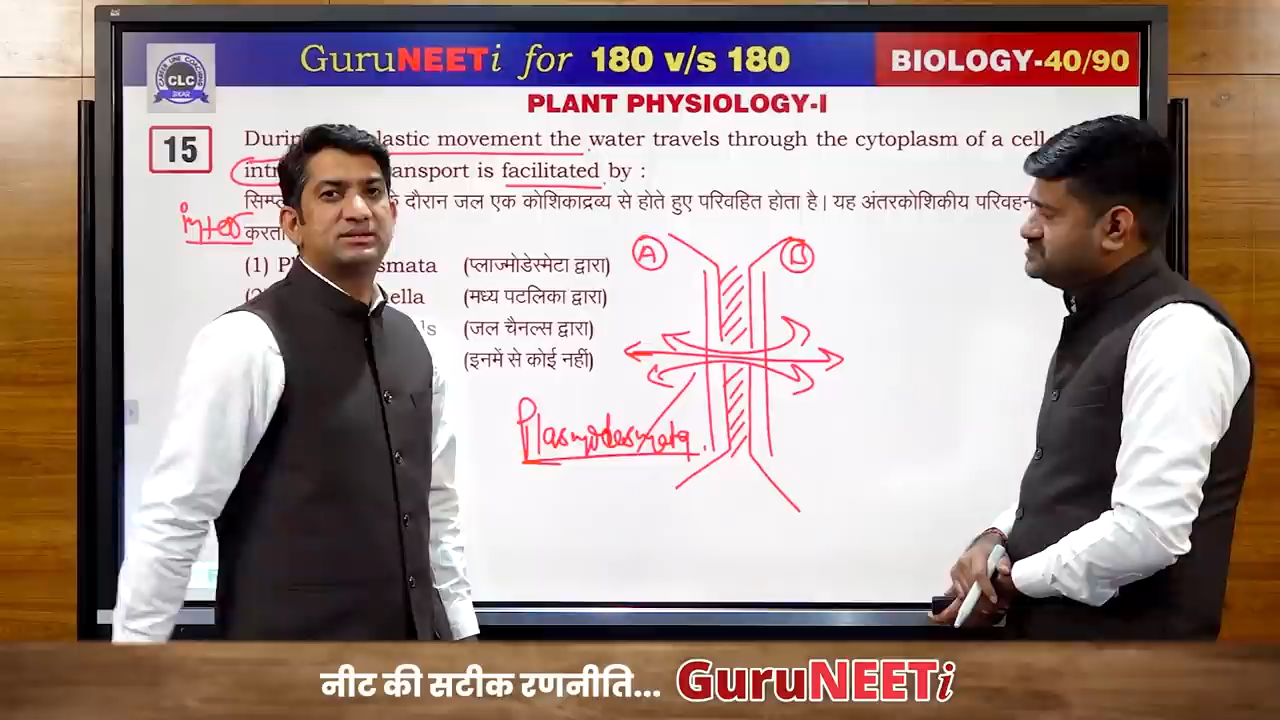 GuruNEETi for 180 v/s 180
BIOLOGY-40/90
CLC
PLANT PHYSIOLOGY-I
15
lastic movement the water travels through the cytoplasm of a cell
ansport is facilitated by :
दौरान जल एक कोशिकाद्रव्य से होते हुए परिवहित होता है। यह अंतरकोशिकीय परिवहन
inter
(1) smata (प्लाज्मोडेस्मेटा द्वारा)
ella (मध्य पटलिका द्वारा)
(जल चैनल्स द्वारा)
(इनमें से कोई नहीं)
A
B
Plasmodesmata.
नीट की सटीक रणनीति... GuruNEETi